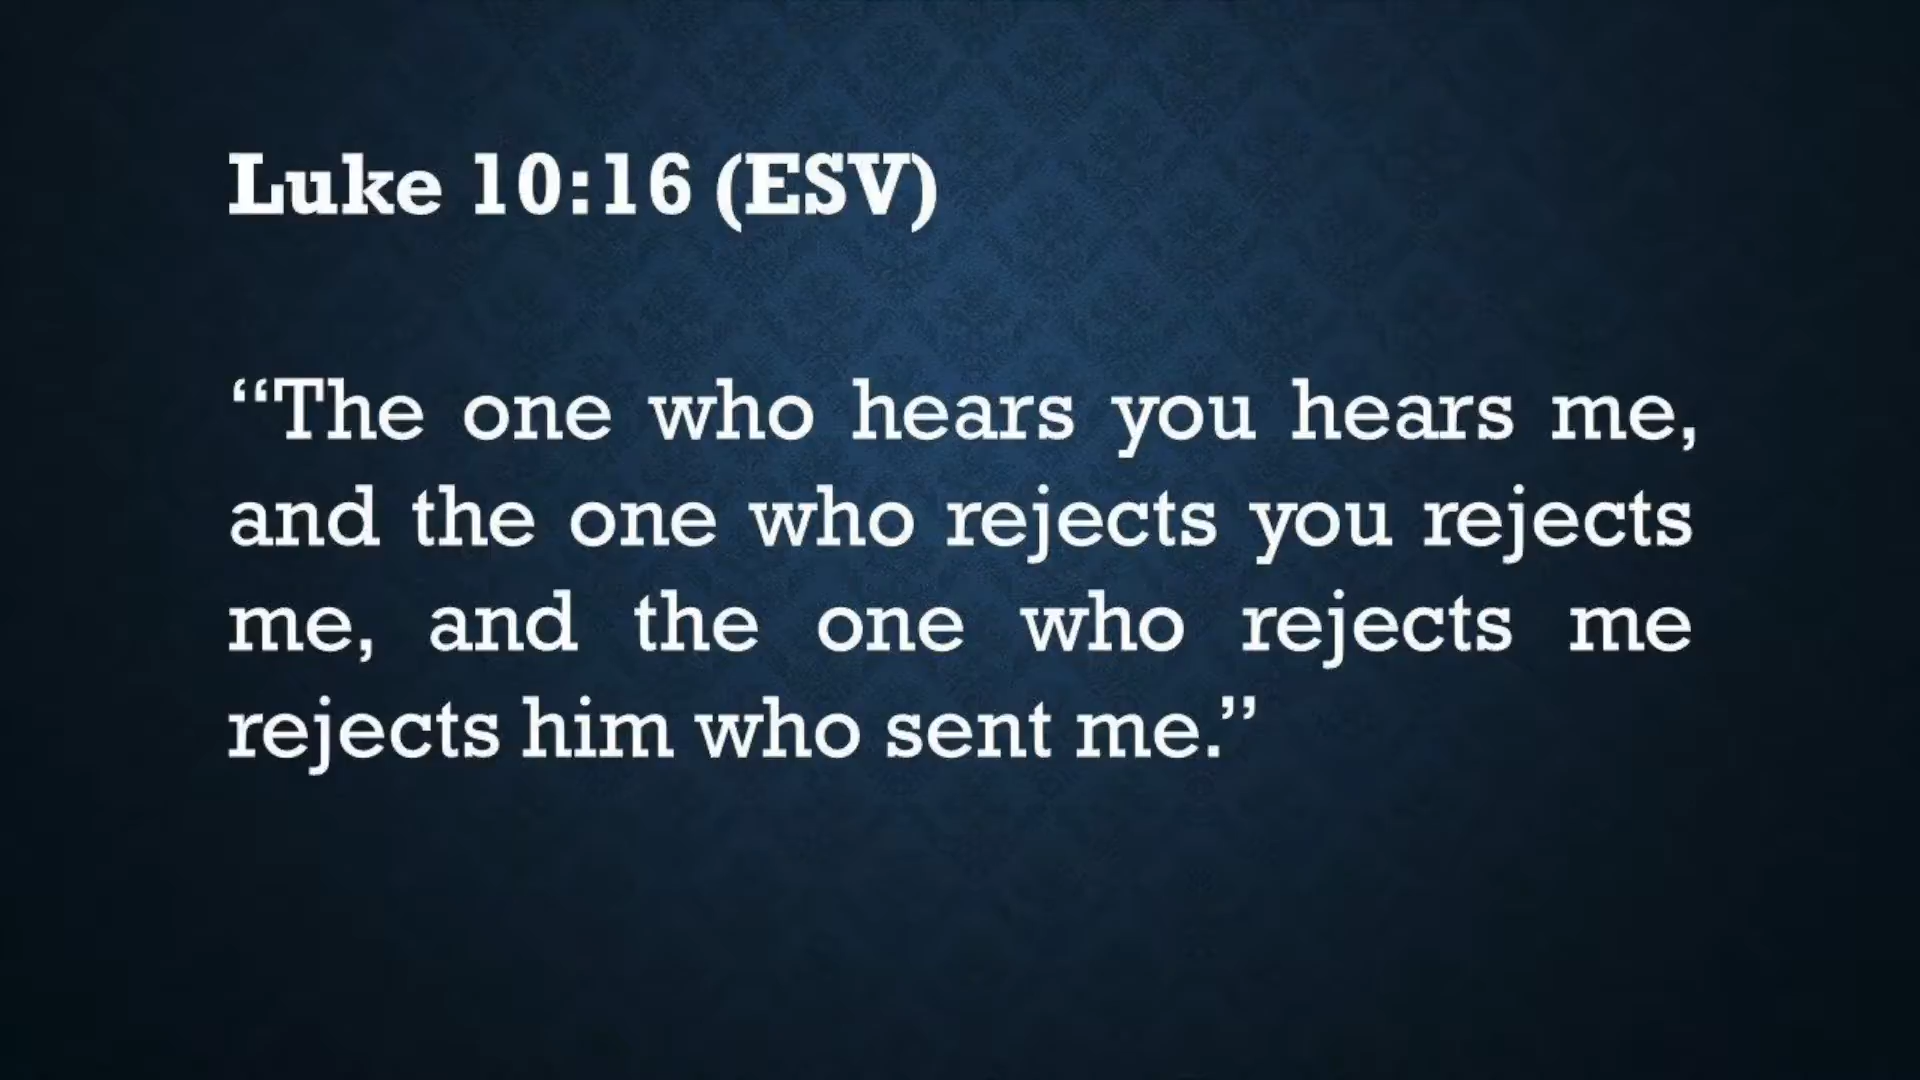 Luke 10:16 (ESV)
“The one who hears you hears me,
and the one who rejects you rejects
me, and the one who rejects me
rejects him who sent me.”